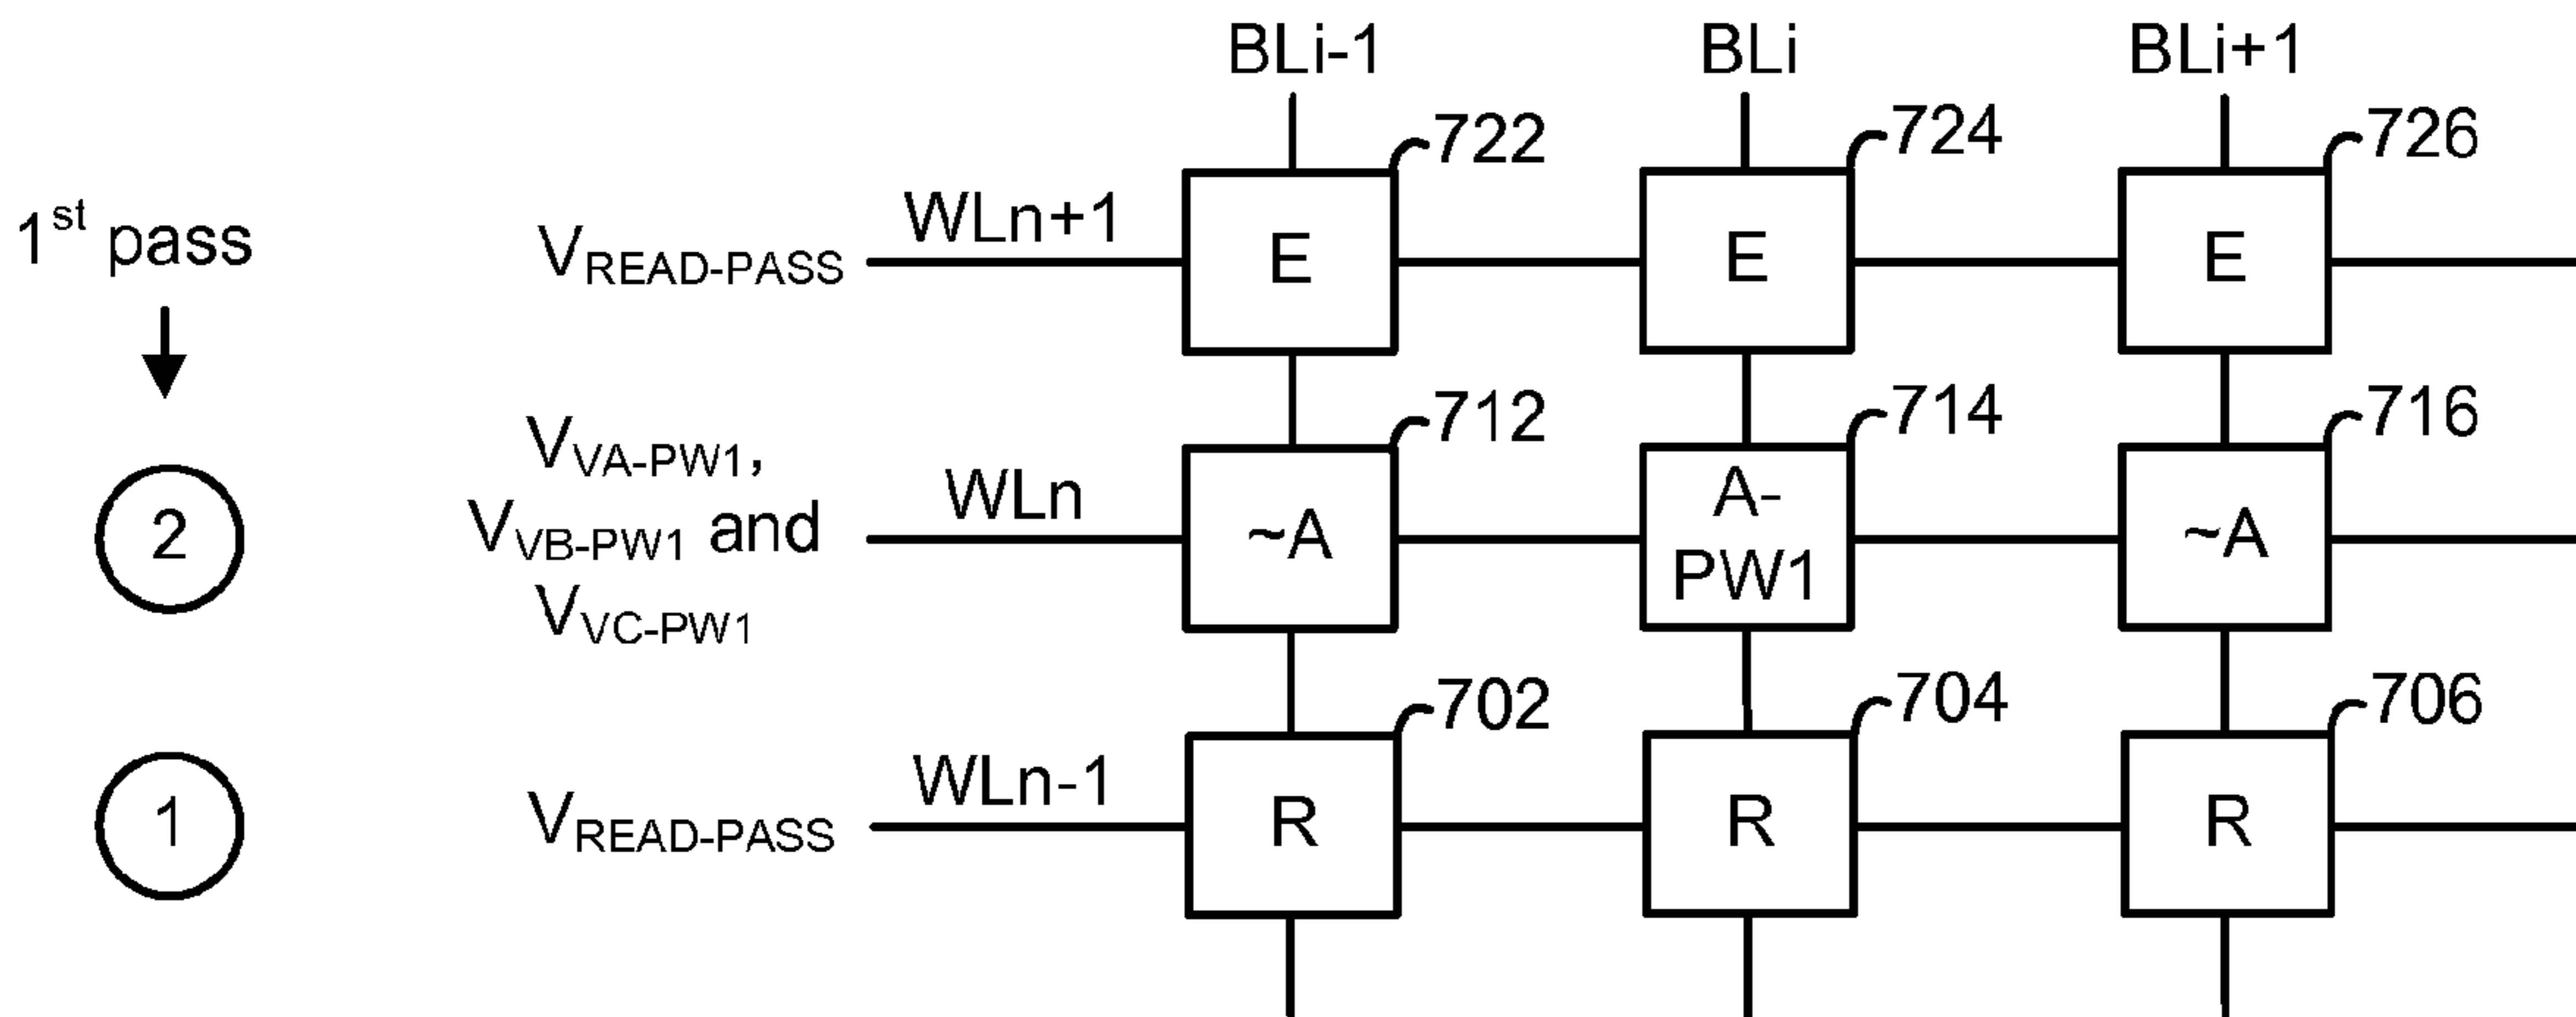 BLi-1 BLi BLi+1
722 724 726
1st pass VREAD-PASS WLn+1 E E E
712 714 716
2 VVA-PW1, VVB-PW1 and VVC-PW1 WLn ~A A-PW1 ~A
702 704 706
1 VREAD-PASS WLn-1 R R R